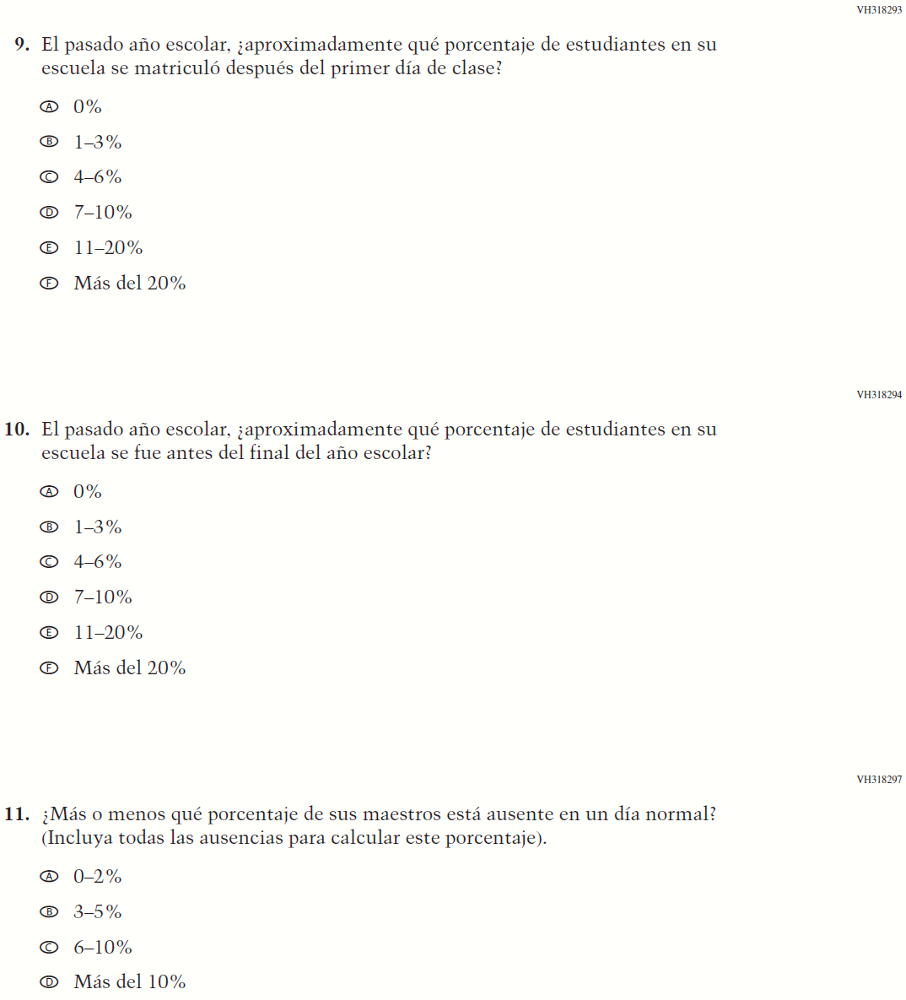 VH318293
9. El pasado año escolar, ¿aproximadamente qué porcentaje de estudiantes en su
escuela se matriculó después del primer día de clase?
A 0%
B 1–3%
C 4–6%
D 7–10%
E 11–20%
F Más del 20%
VH318294
10. El pasado año escolar, ¿aproximadamente qué porcentaje de estudiantes en su
escuela se fue antes del final del año escolar?
A 0%
B 1–3%
C 4–6%
D 7–10%
E 11–20%
F Más del 20%
VH318297
11. ¿Más o menos qué porcentaje de sus maestros está ausente en un día normal?
(Incluya todas las ausencias para calcular este porcentaje).
A 0–2%
B 3–5%
C 6–10%
D Más del 10%